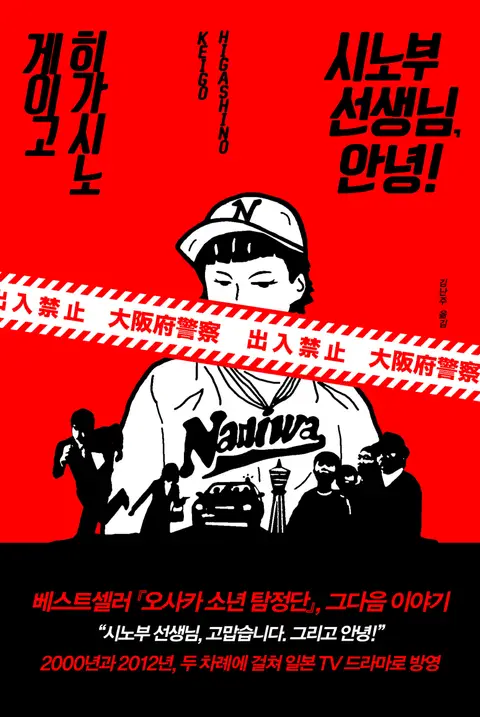 히가시노
게이고
HIGASHINO
KEIGO
시노부
선생님,
안녕!
N
김난주 옮김
出入禁止 大阪府警察 出入禁止 大阪府警察
Naniwa
베스트셀러 『오사카 소년 탐정단』, 그다음 이야기
“시노부 선생님, 고맙습니다. 그리고 안녕!”
2000년과 2012년, 두 차례에 걸쳐 일본 TV 드라마로 방영